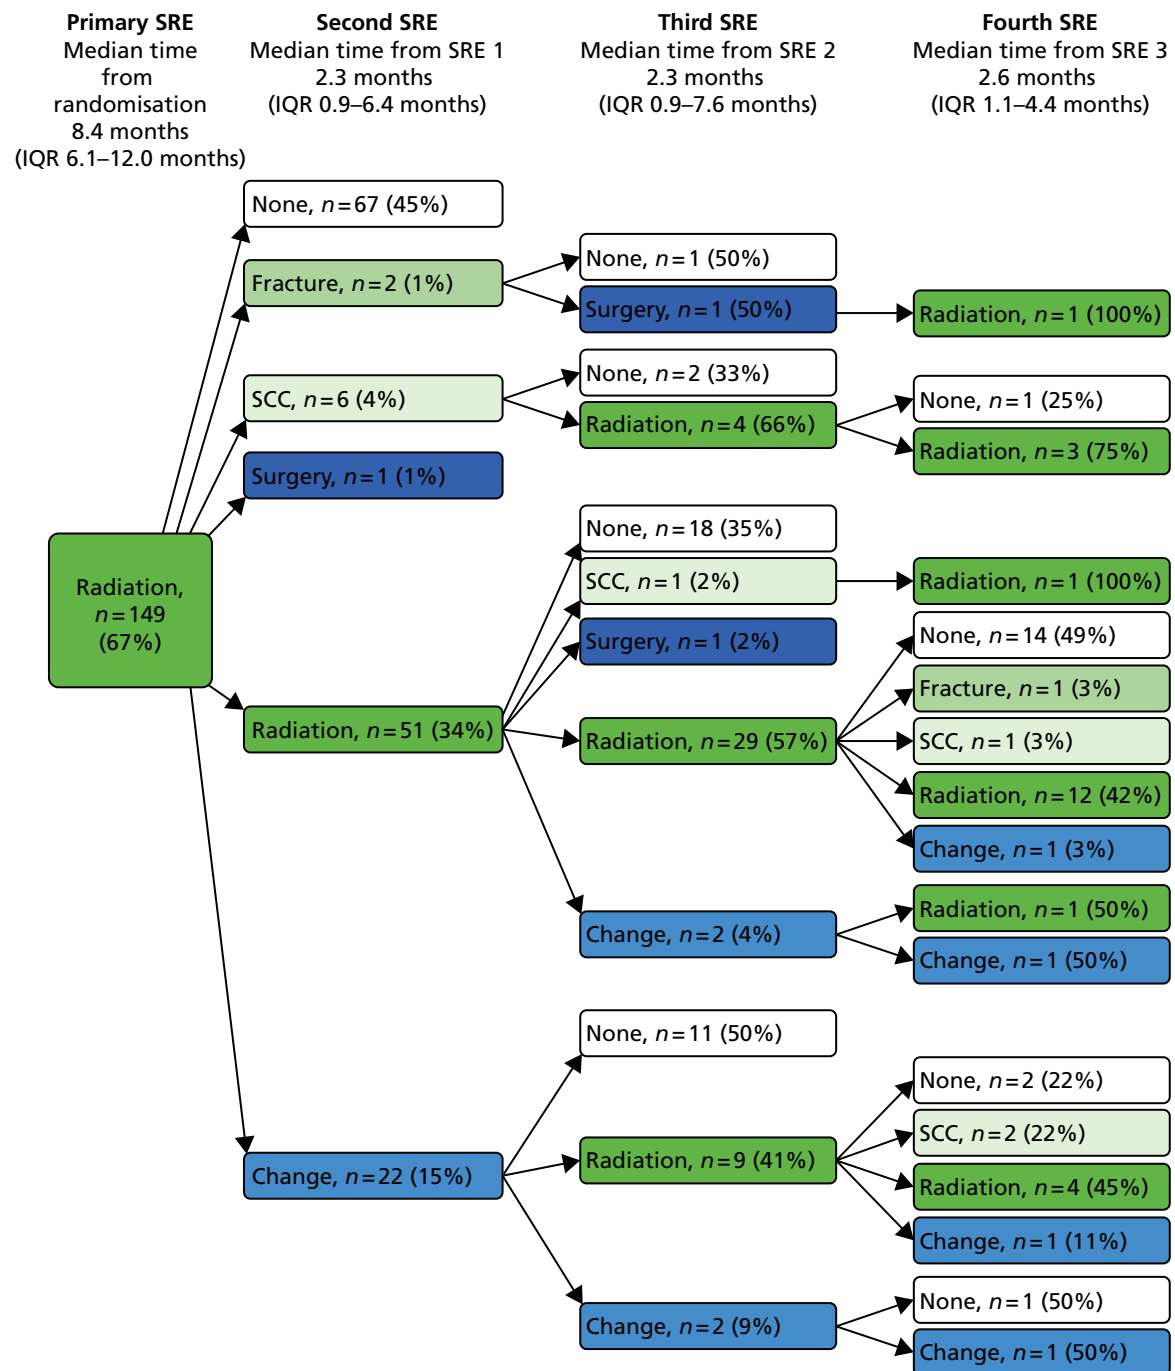 Primary SRE
Median time
from
randomisation
8.4 months
(IQR 6.1–12.0 months)
Second SRE
Median time from SRE 1
2.3 months
(IQR 0.9–6.4 months)
Third SRE
Median time from SRE 2
2.3 months
(IQR 0.9–7.6 months)
Fourth SRE
Median time from SRE 3
2.6 months
(IQR 1.1–4.4 months)
Radiation,
n=149
(67%)
None, n=67 (45%)
Fracture, n=2 (1%)
SCC, n=6 (4%)
Surgery, n=1 (1%)
Radiation, n=51 (34%)
Change, n=22 (15%)
None, n=1 (50%)
Surgery, n=1 (50%)
None, n=2 (33%)
Radiation, n=4 (66%)
None, n=18 (35%)
SCC, n=1 (2%)
Surgery, n=1 (2%)
Radiation, n=29 (57%)
Change, n=2 (4%)
None, n=11 (50%)
Radiation, n=9 (41%)
Change, n=2 (9%)
Radiation, n=1 (100%)
None, n=1 (25%)
Radiation, n=3 (75%)
Radiation, n=1 (100%)
None, n=14 (49%)
Fracture, n=1 (3%)
SCC, n=1 (3%)
Radiation, n=12 (42%)
Change, n=1 (3%)
Radiation, n=1 (50%)
Change, n=1 (50%)
None, n=2 (22%)
SCC, n=2 (22%)
Radiation, n=4 (45%)
Change, n=1 (11%)
None, n=1 (50%)
Change, n=1 (50%)